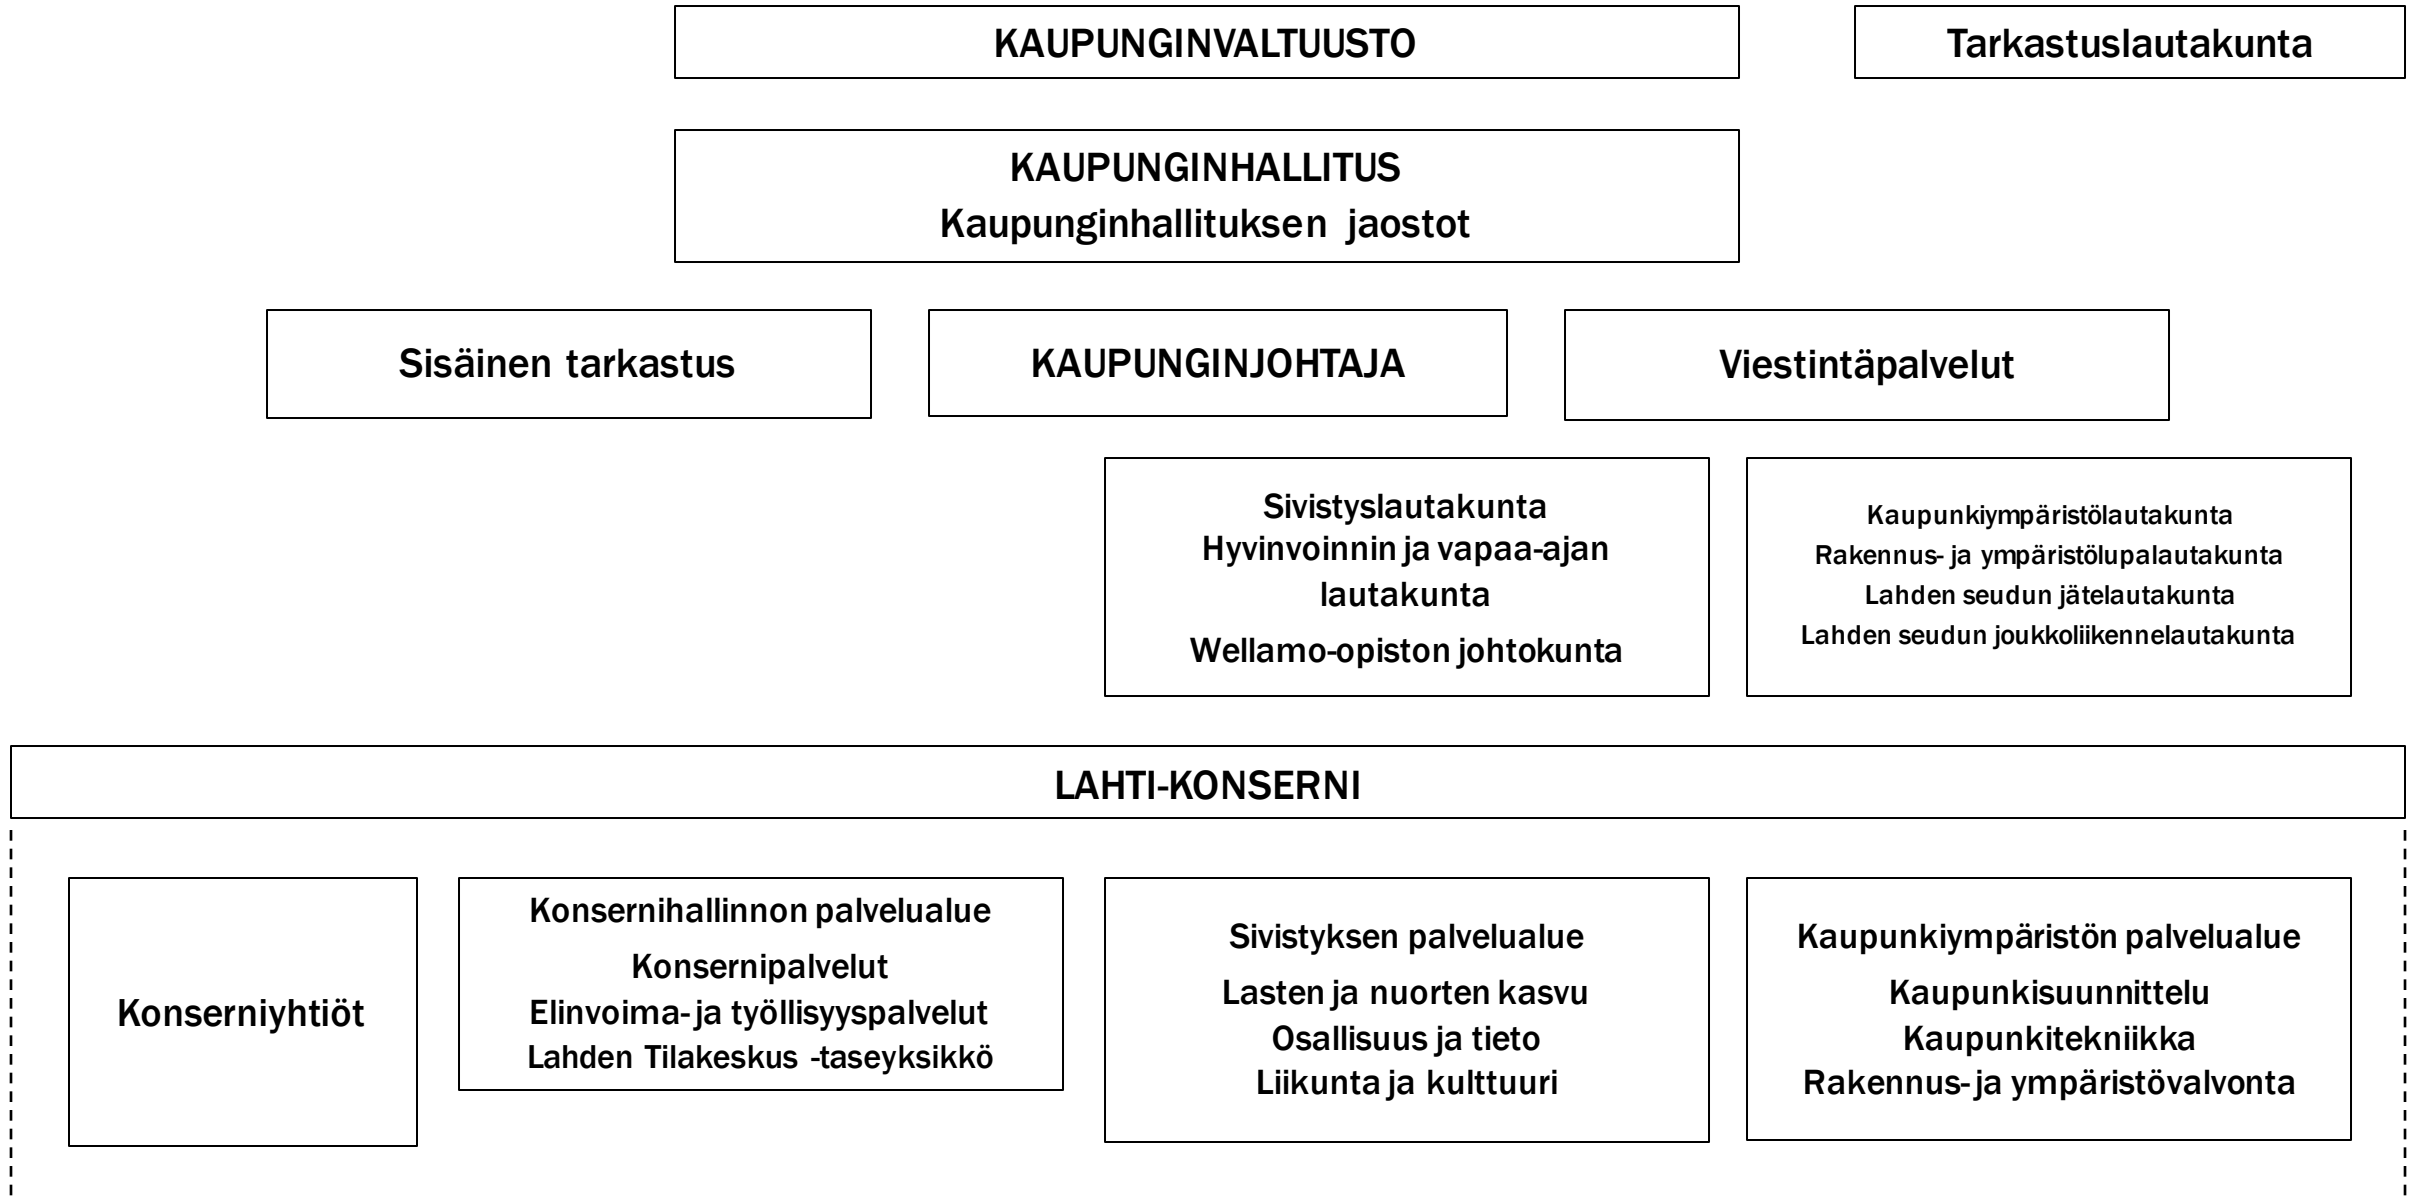 KAUPUNGINVALTUUSTO
Tarkastuslautakunta
KAUPUNGINHALLITUS
Kaupunginhallituksen jaostot
Sisäinen tarkastus
KAUPUNGINJOHTAJA
Viestintäpalvelut
Sivistyslautakunta
Hyvinvoinnin ja vapaa-ajan
lautakunta
Wellamo-opiston johtokunta
Kaupunkiympäristölautakunta
Rakennus- ja ympäristölupalautakunta
Lahden seudun jätelautakunta
Lahden seudun joukkoliikennelautakunta
LAHTI-KONSERNI
Konserniyhtiöt
Konsernihallinnon palvelualue
Konsernipalvelut
Elinvoima- ja työllisyyspalvelut
Lahden Tilakeskus -taseyksikkö
Sivistyksen palvelualue
Lasten ja nuorten kasvu
Osallisuus ja tieto
Liikunta ja kulttuuri
Kaupunkiympäristön palvelualue
Kaupunkisuunnittelu
Kaupunkitekniikka
Rakennus- ja ympäristövalvonta